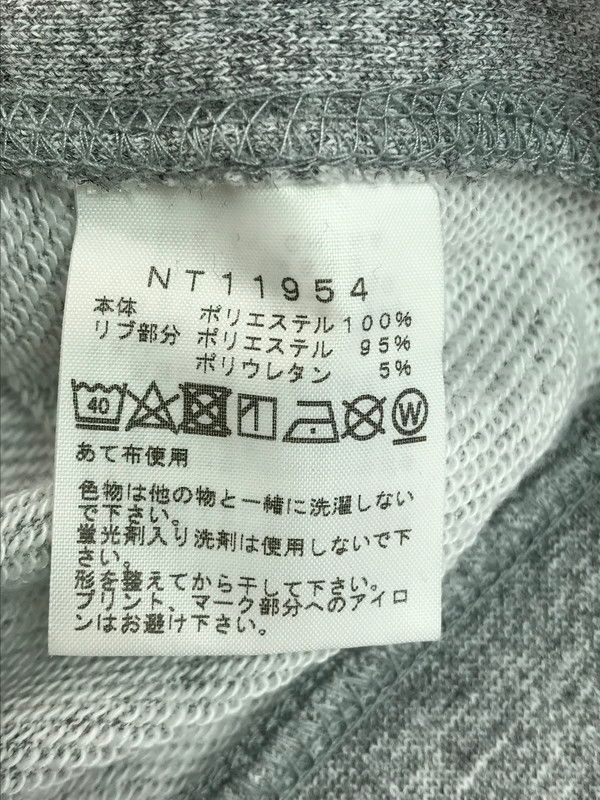 NT11954
本体 ポリエステル 100%
リブ部分 ポリエステル 95%
ポリウレタン 5%
40 W
あて布使用
色物は他の物と一緒に洗濯しない
で下さい。
蛍光剤入り洗剤は使用しないで下
さい。
形を整えてから干して下さい。
プリント、マーク部分へのアイロ
ンはお避け下さい。